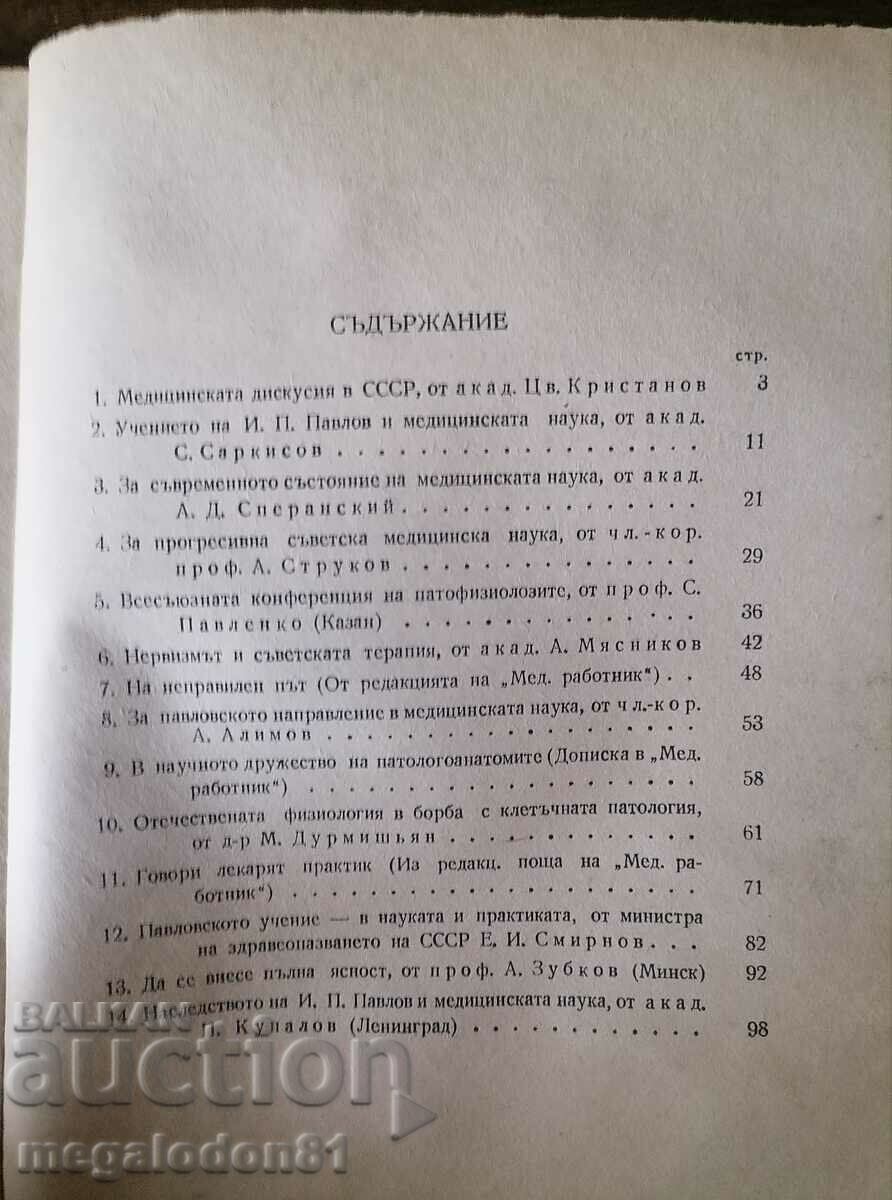 СЪДЪРЖАНИЕ
стр.
1. Медицинската дискусия в СССР, от акад. Цв. Кристанов 3
2. Учението на И. П. Павлов и медицинската наука, от акад.
С. Саркисов . . . . . . . . . . . . . . . . . 11
3. За съвременното състояние на медицинската наука, от акад.
А. Д. Сперанский . . . . . . . . . . . . . . 21
4. За прогресивна съветска медицинска наука, от чл.-кор.
проф. А. Струков . . . . . . . . . . . . . . 29
5. Всесъюзната конференция на патофизиолозите, от проф. С.
Павленко (Казан) . . . . . . . . . . . . . . 36
6. Нервизмът и съветската терапия, от акад. А. Мясников 42
7. На неправилен път (От редакцията на „Мед. работник“) . . 48
8. За павловското направление в медицинската наука, от чл.-кор.
А. Алимов . . . . . . . . . . . . . . . . . 53
9. В научното дружество на патологоанатомите (Дописка в „Мед.
работник“) . . . . . . . . . . . . . . . . . 58
10. Отечествената физиология в борба с клетъчната патология,
от д-р М. Дурмишьян . . . . . . . . . . . . 61
11. Говори лекарят практик (Из редакц. поща на „Мед. ра-
ботник“) . . . . . . . . . . . . . . . . . . 71
12. Павловското учение — в науката и практиката, от министра
на здравеопазването на СССР Е. И. Смирнов . . . 82
13. Да се внесе пълна ясност, от проф. А. Зубков (Минск) 92
14. Наследството на И. П. Павлов и медицинската наука, от акад.
П. Купалов (Ленинград) . . . . . . . . . . . 98
BALKAN
auction
megalodon81